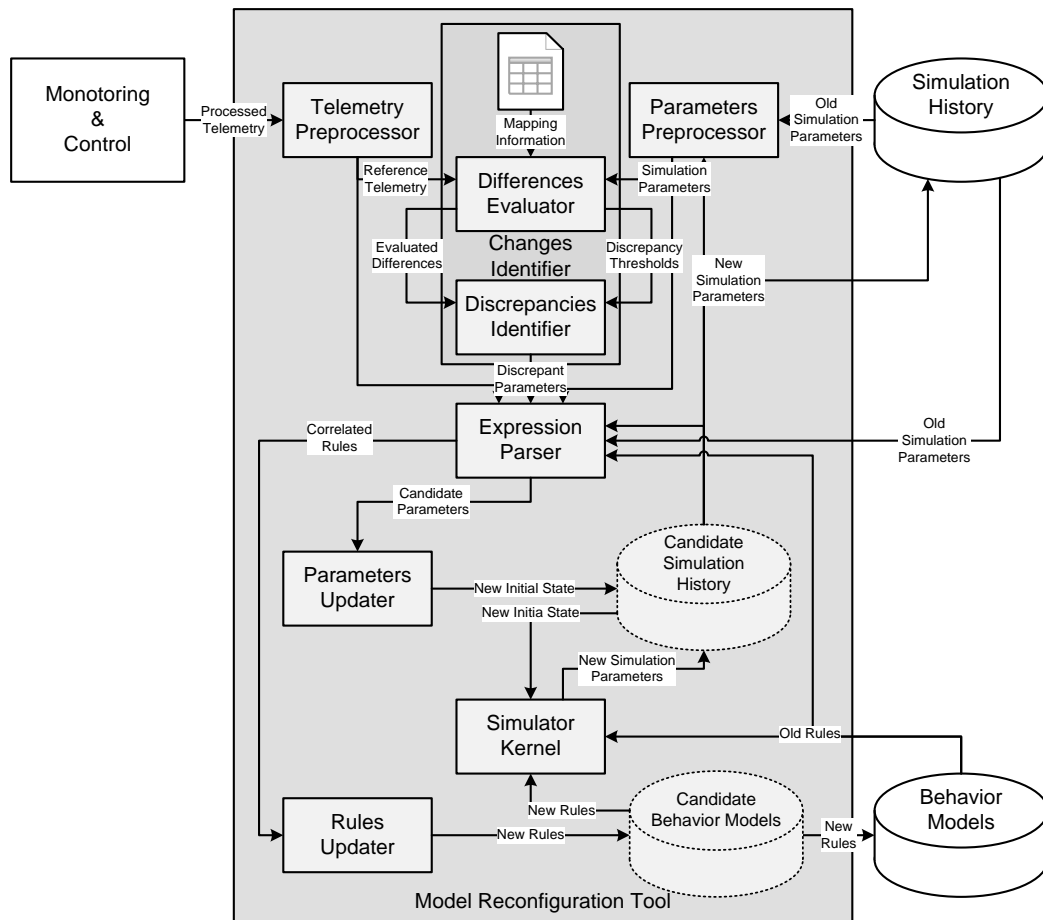 Monotoring
&
Control
Processed
Telemetry
Telemetry
Preprocessor
Mapping
Information
Parameters
Preprocessor
Old
Simulation
Parameters
Simulation
History
Reference
Telemetry
Differences
Evaluator
Simulation
Parameters
Evaluated
Differences
Changes
Identifier
Discrepancy
Thresholds
New
Simulation
Parameters
Discrepancies
Identifier
Discrepant
Parameters
Correlated
Rules
Expression
Parser
Old
Simulation
Parameters
Candidate
Parameters
Candidate
Simulation
History
Parameters
Updater
New Initial State
New Initia State
New Simulation
Parameters
Simulator
Kernel
Old Rules
New Rules
Candidate
Behavior Models
Behavior
Models
Rules
Updater
New Rules
New
Rules
Model Reconfiguration Tool